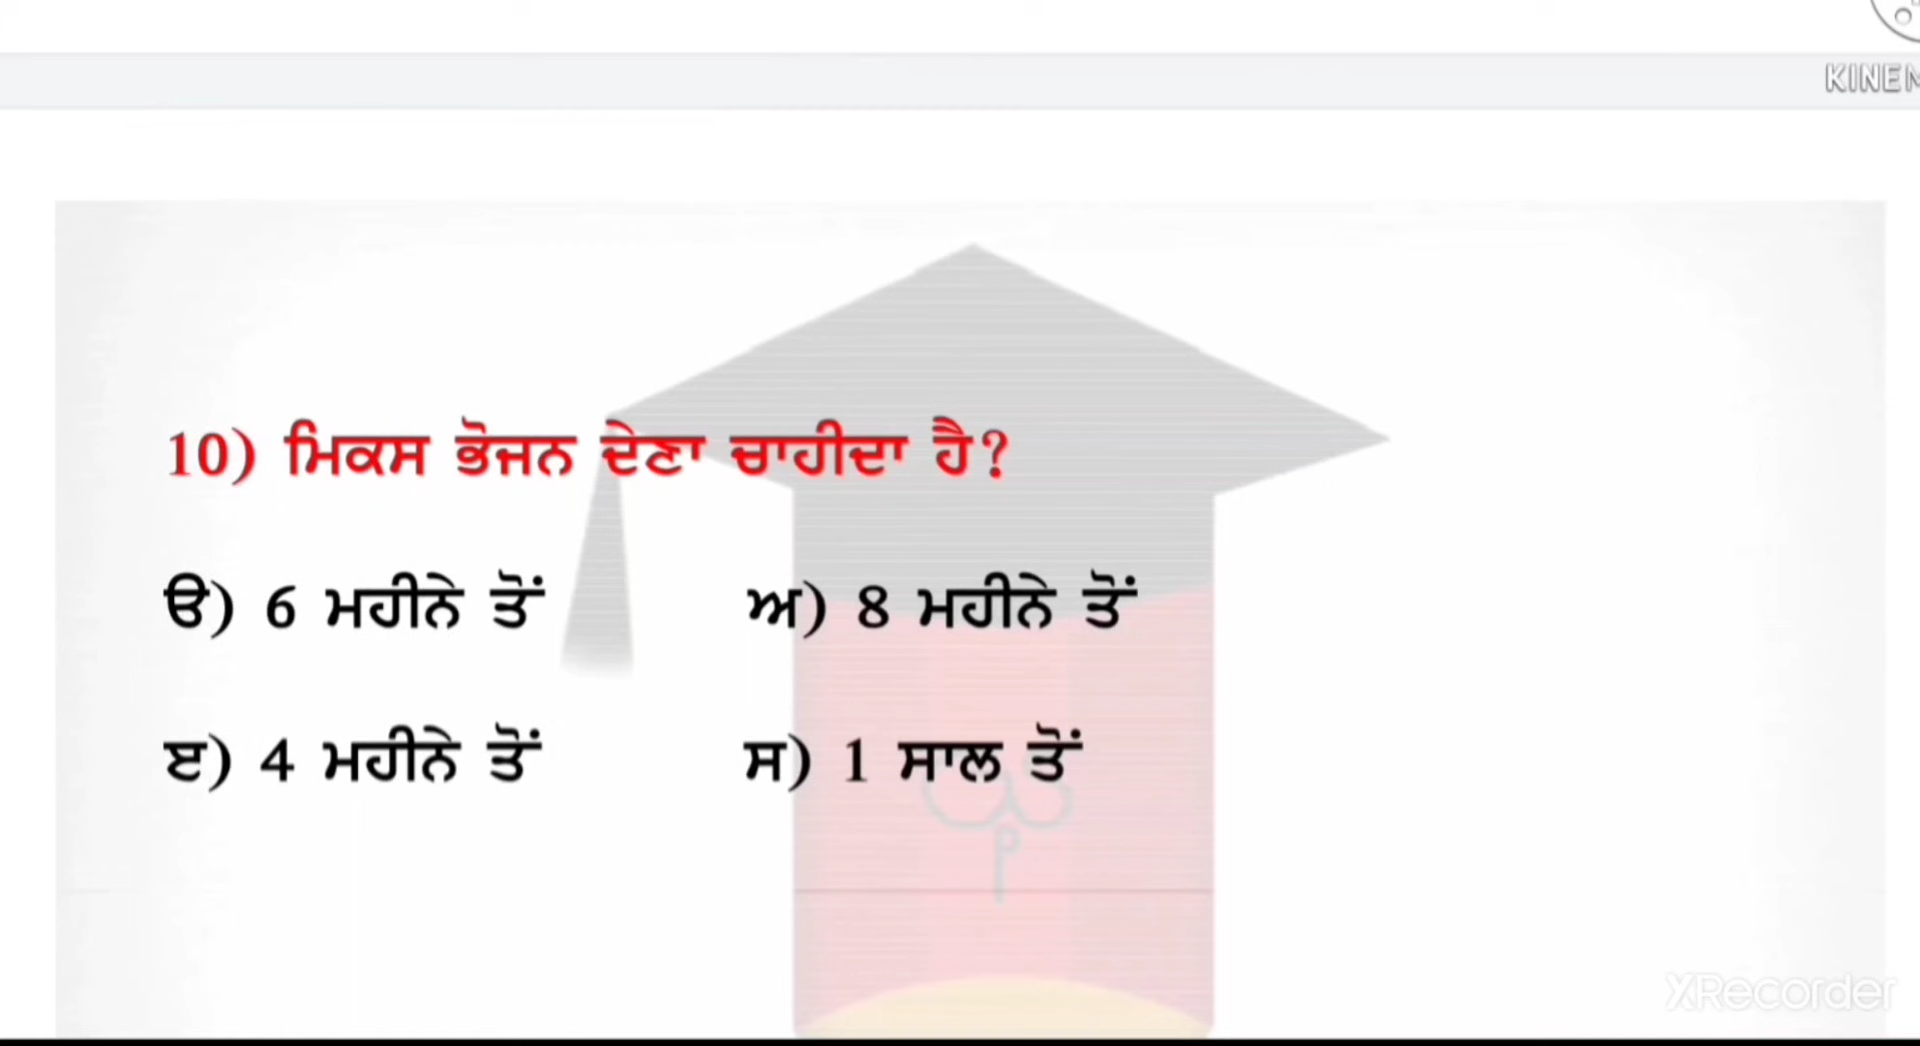 KINEM
10) ਮਿਕਸ ਭੋਜਨ ਦੇਣਾ ਚਾਹੀਦਾ ਹੈ?
ੳ) 6 ਮਹੀਨੇ ਤੋਂ ਅ) 8 ਮਹੀਨੇ ਤੋਂ
ੲ) 4 ਮਹੀਨੇ ਤੋਂ ਸ) 1 ਸਾਲ ਤੋਂ
XRecorder